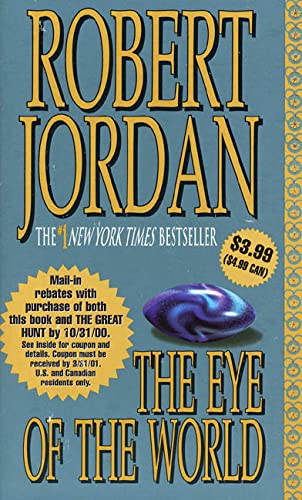 ROBERT
JORDAN
THE #1 NEW YORK TIMES BESTSELLER
$3.99
($4.99 CAN)
Mail-in
rebates with
purchase of both
this book and THE GREAT
HUNT by 10/31/00.
See inside for coupon and
details. Coupon must be
received by 3/31/01.
U.S. and Canadian
residents only.
THE EYE
OF THE WORLD